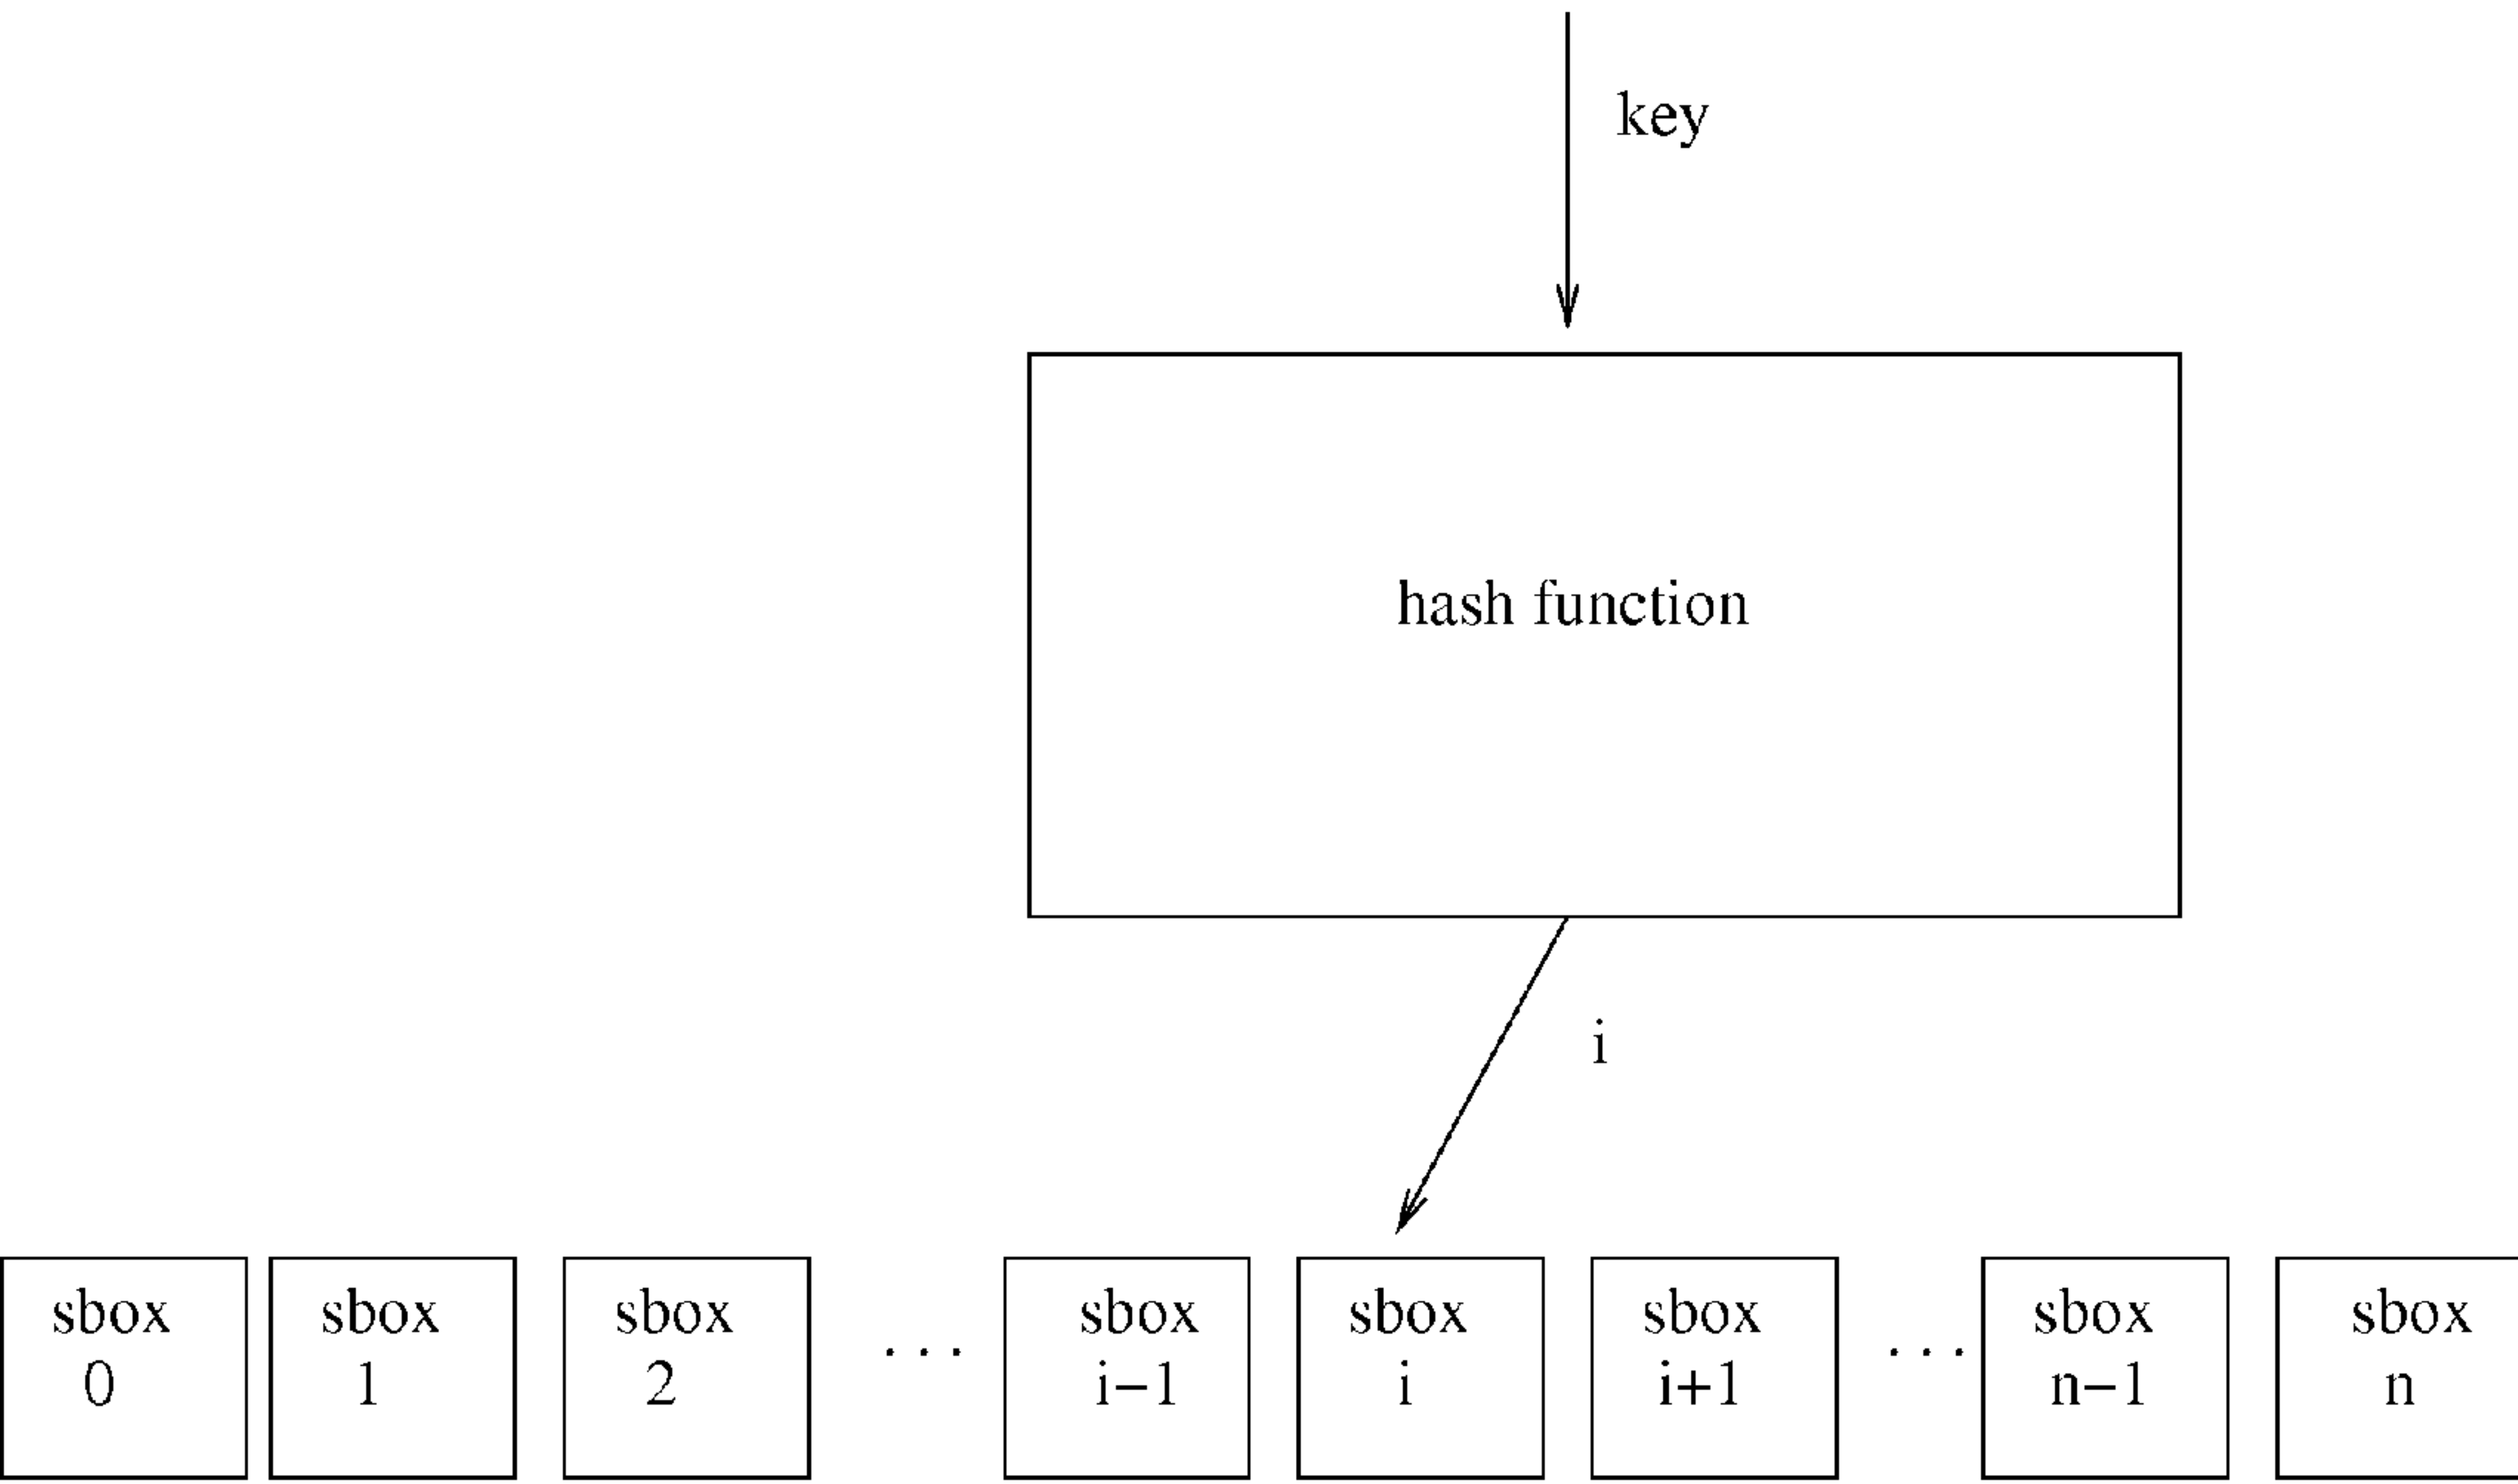 key
hash function
i
sbox
0
sbox
1
sbox
2
. . .
sbox
i−1
sbox
i
sbox
i+1
. . .
sbox
n−1
sbox
n